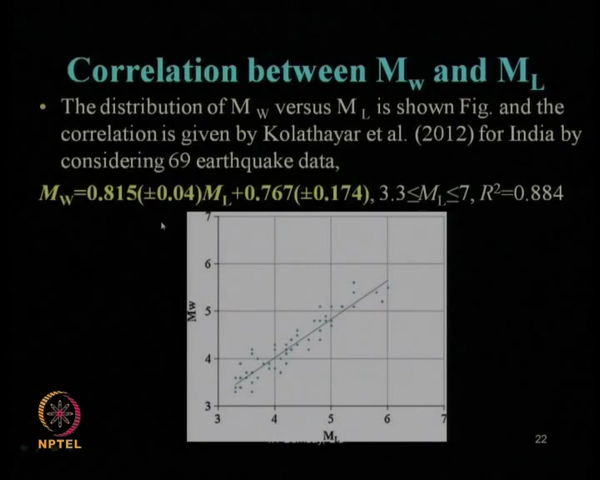 Correlation between Mw and ML
• The distribution of M W versus M L is shown Fig. and the
correlation is given by Kolathayar et al. (2012) for India by
considering 69 earthquake data,
MW=0.815(±0.04)ML+0.767(±0.174), 3.3≤ML≤7, R²=0.884
7
6
Mw
5
4
3
3 4 5 6 7
ML
NPTEL
22